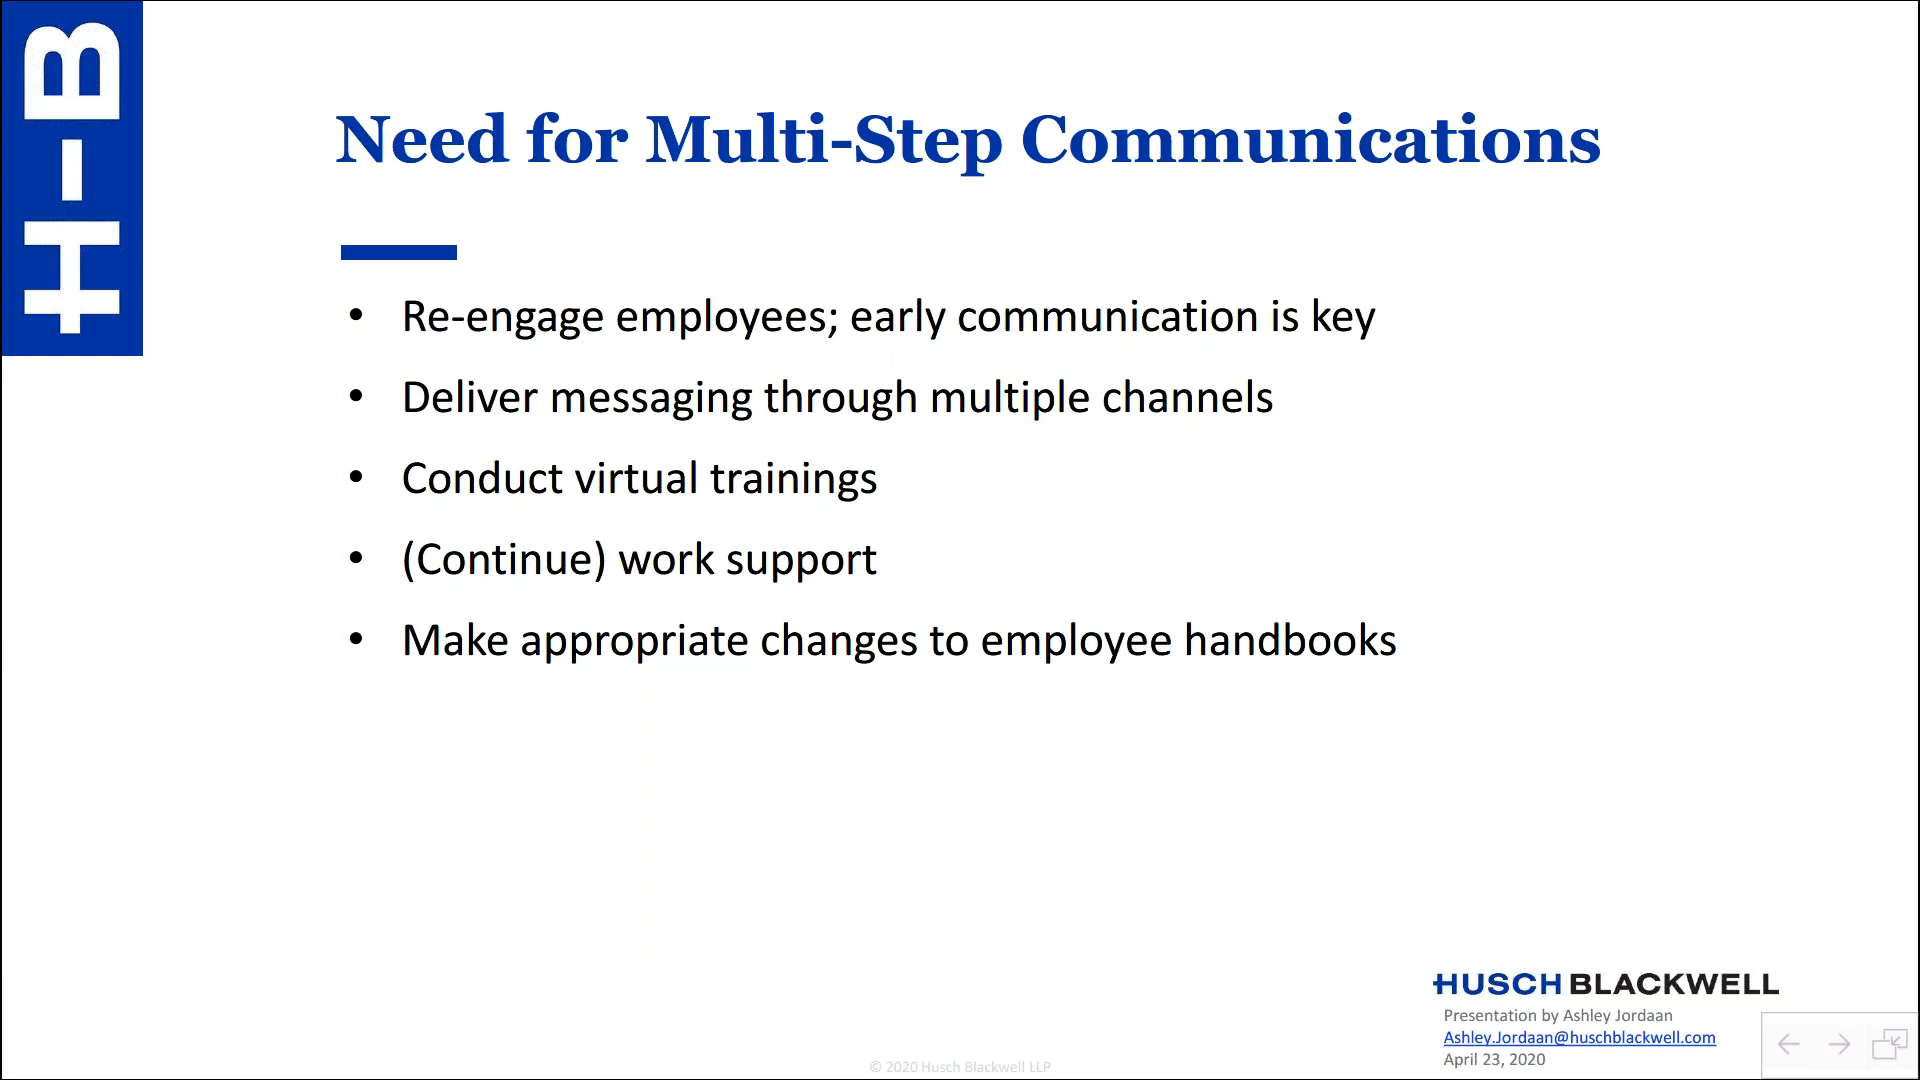 H-B
Need for Multi-Step Communications
• Re-engage employees; early communication is key
• Deliver messaging through multiple channels
• Conduct virtual trainings
• (Continue) work support
• Make appropriate changes to employee handbooks
HUSCH BLACKWELL
Presentation by Ashley Jordaan
Ashley.Jordaan@huschblackwell.com
April 23, 2020
© 2020 Husch Blackwell LLP